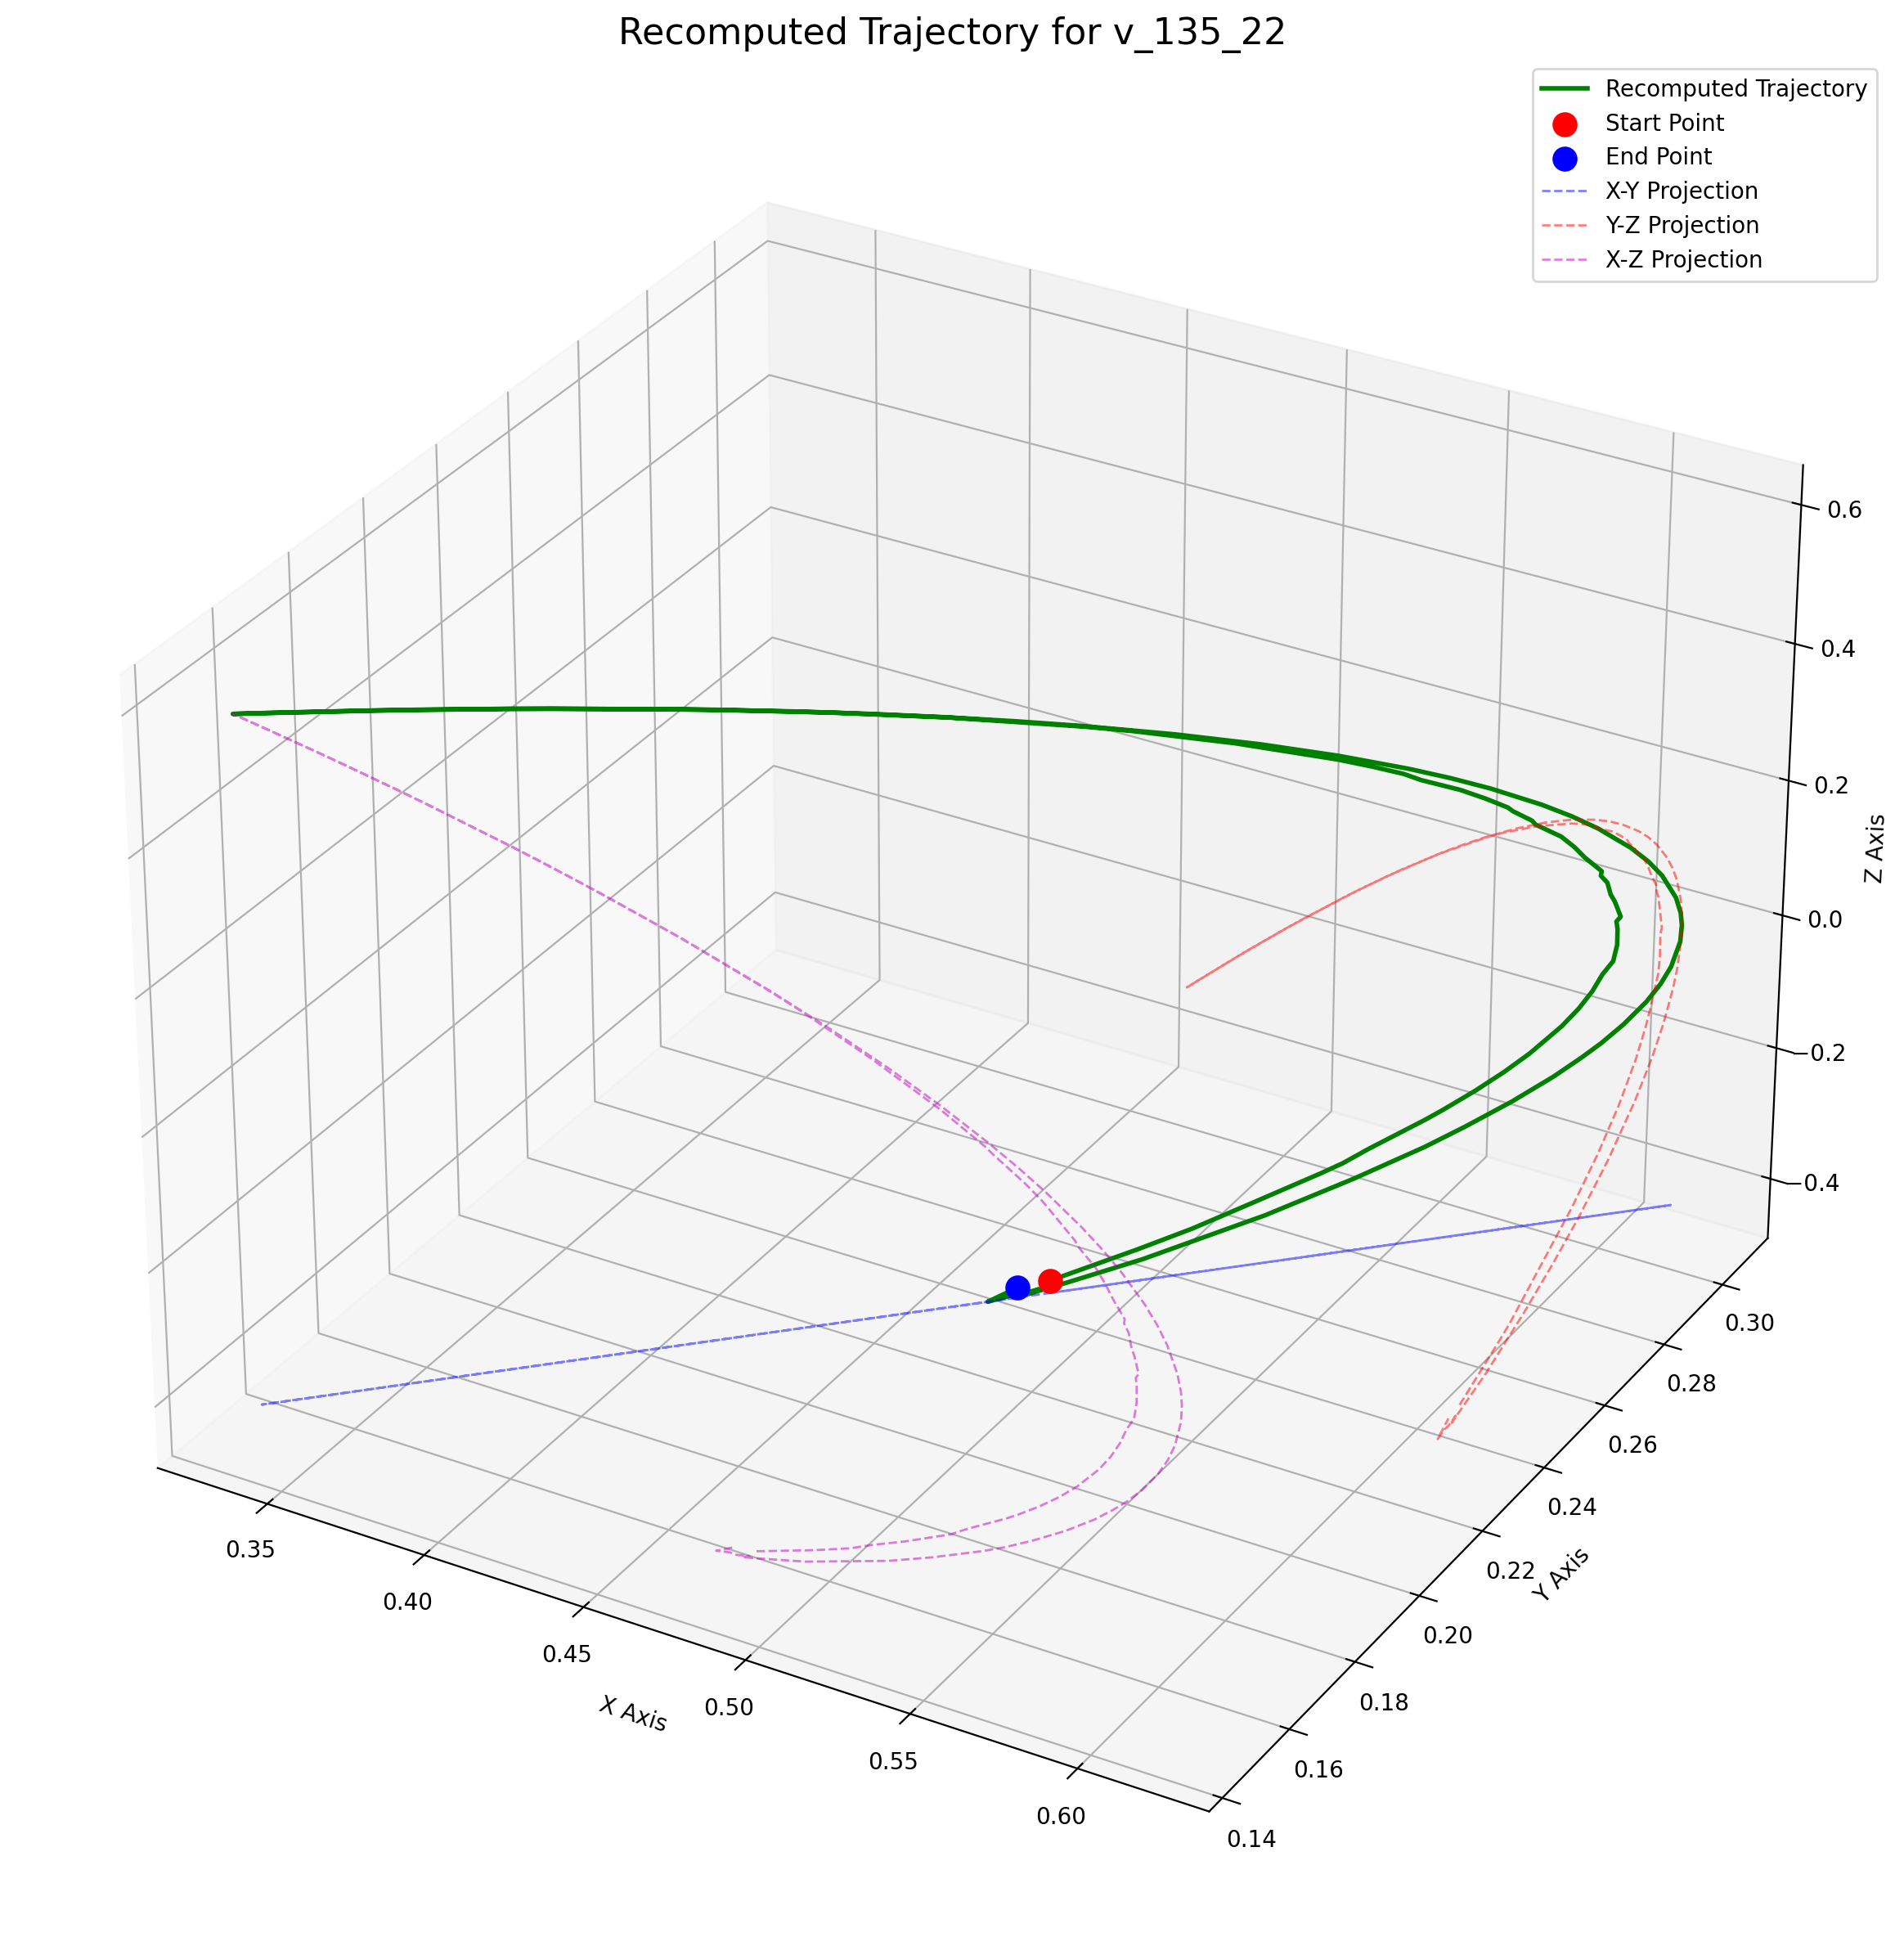 Recomputed Trajectory for v_135_22
Recomputed Trajectory
Start Point
End Point
X-Y Projection
Y-Z Projection
X-Z Projection
0.6
0.4
0.2
0.0
−0.2
−0.4
Z Axis
0.30
0.28
0.26
0.24
0.22
0.20
0.18
0.16
0.14
Y Axis
0.35
0.40
0.45
0.50
0.55
0.60
X Axis